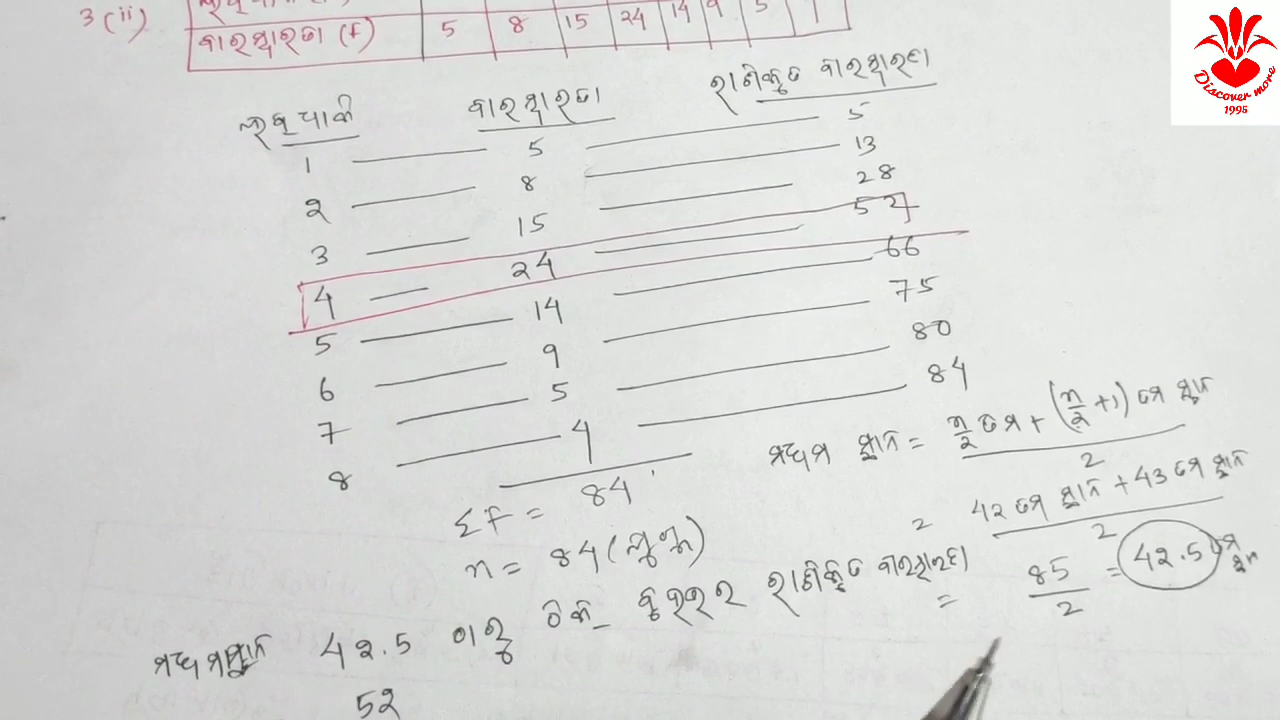 3(ii)
ବାରମ୍ବାରତା (f) 5 8 15 24 14 9 5
ଲବ୍ଧାଙ୍କ ବାରମ୍ବାରତା ରାଶିକୃତ ବାରମ୍ବାରତା
1 5 5
2 8 13
3 15 28
4 24 52
5 14 66
6 9 75
7 5 80
8 4 84
Σf = 84
n = 84 (ଯୁଗ୍ମ)
ମଧ୍ୟମ ସ୍ଥାନ = n/2 ତମ + (n/2 +1) ତମ ସ୍ଥାନ / 2
= 42 ତମ ସ୍ଥାନ + 43 ତମ ସ୍ଥାନ / 2
= 85/2 = 42.5 ତମ ସ୍ଥାନ
ମଧ୍ୟମ ସ୍ଥାନ 42.5 ଠାରୁ ଠିକ୍ ବୃହତ୍ତର ରାଶିକୃତ ବାରମ୍ବାରତା
52
Discover more
1995